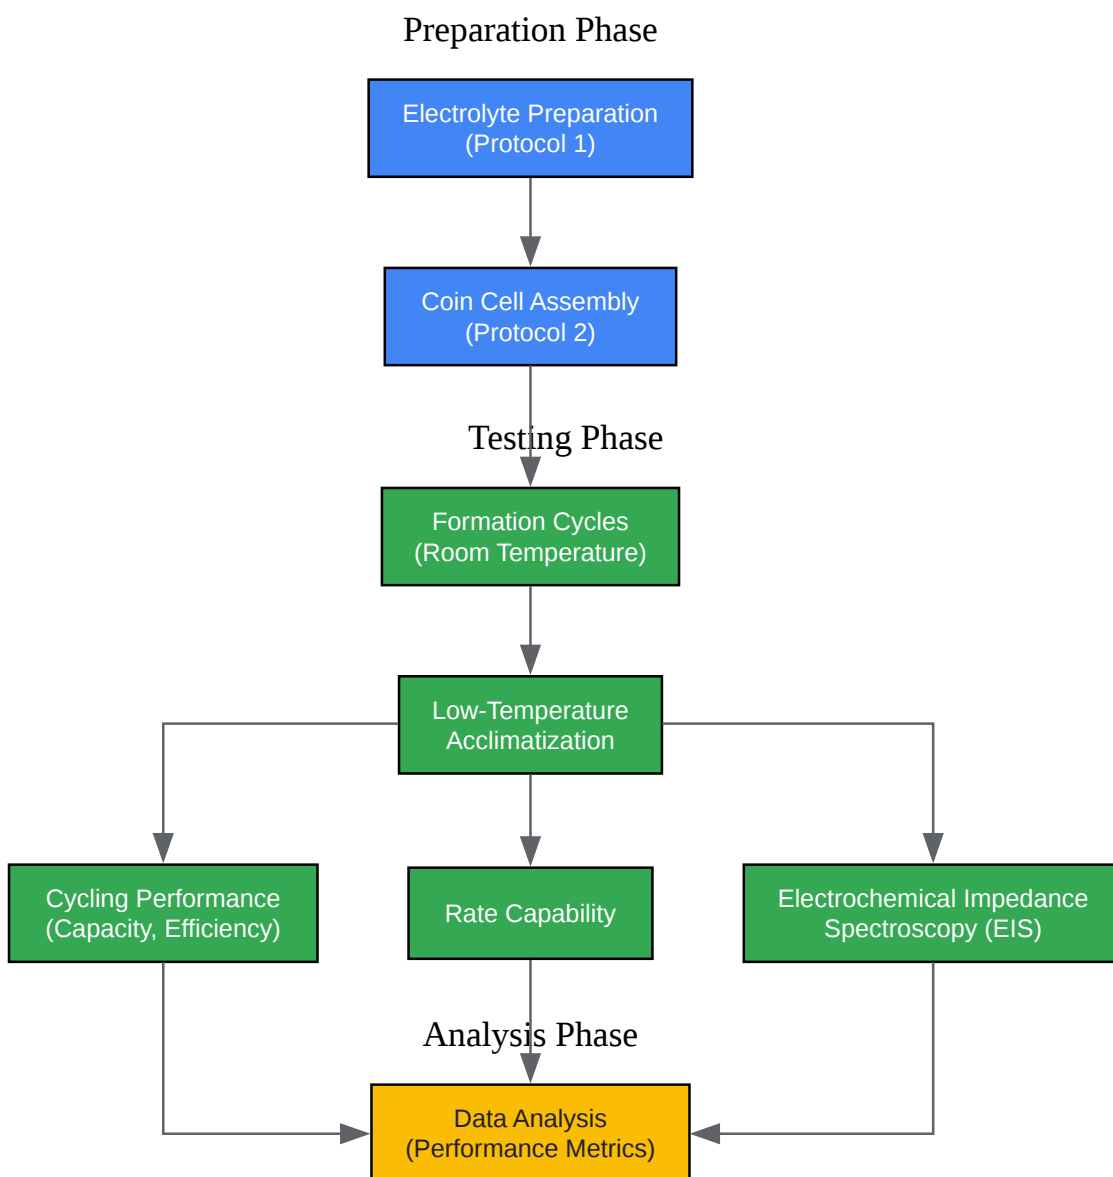 Preparation Phase
Electrolyte Preparation
(Protocol 1)
Coin Cell Assembly
(Protocol 2)
Testing Phase
Formation Cycles
(Room Temperature)
Low-Temperature
Acclimatization
Cycling Performance
(Capacity, Efficiency)
Rate Capability
Electrochemical Impedance
Spectroscopy (EIS)
Analysis Phase
Data Analysis
(Performance Metrics)